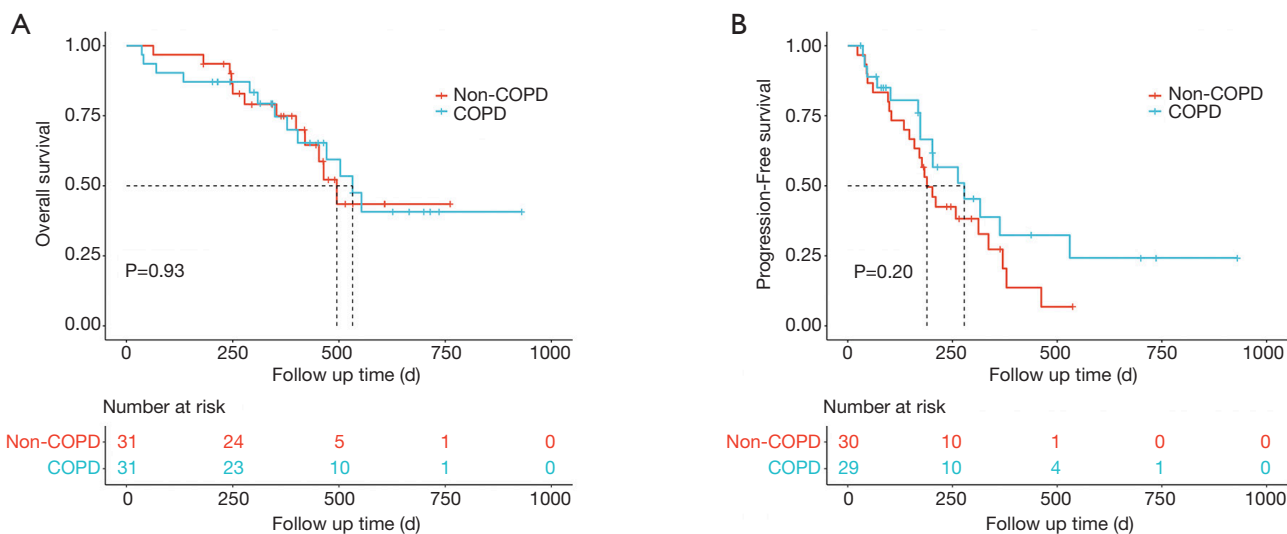 A
Overall survival
1.00
0.75
0.50
0.25
0.00
Non-COPD
COPD
P=0.93
0 250 500 750 1000
Follow up time (d)
Number at risk
Non-COPD 31 24 5 1 0
COPD 31 23 10 1 0
0 250 500 750 1000
Follow up time (d)
B
Progression-Free survival
1.00
0.75
0.50
0.25
0.00
Non-COPD
COPD
P=0.20
0 250 500 750 1000
Follow up time (d)
Number at risk
Non-COPD 30 10 1 0 0
COPD 29 10 4 1 0
0 250 500 750 1000
Follow up time (d)